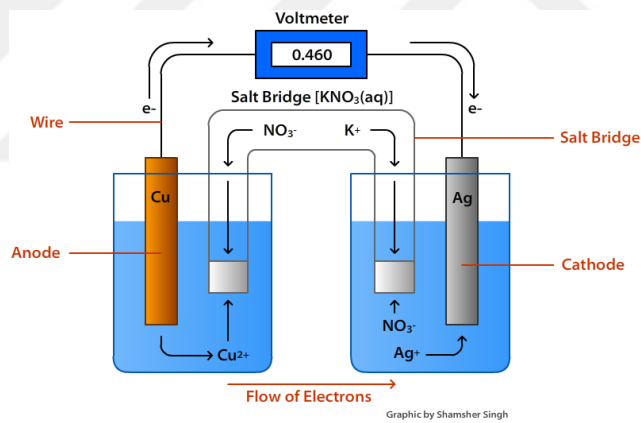 Voltmeter
0.460
e-
e-
Salt Bridge [KNO₃(aq)]
Wire
NO₃-
K+
Salt Bridge
Cu
Ag
Anode
Cathode
NO₃-
Cu²⁺
Ag+
Flow of Electrons
Graphic by Shamsher Singh